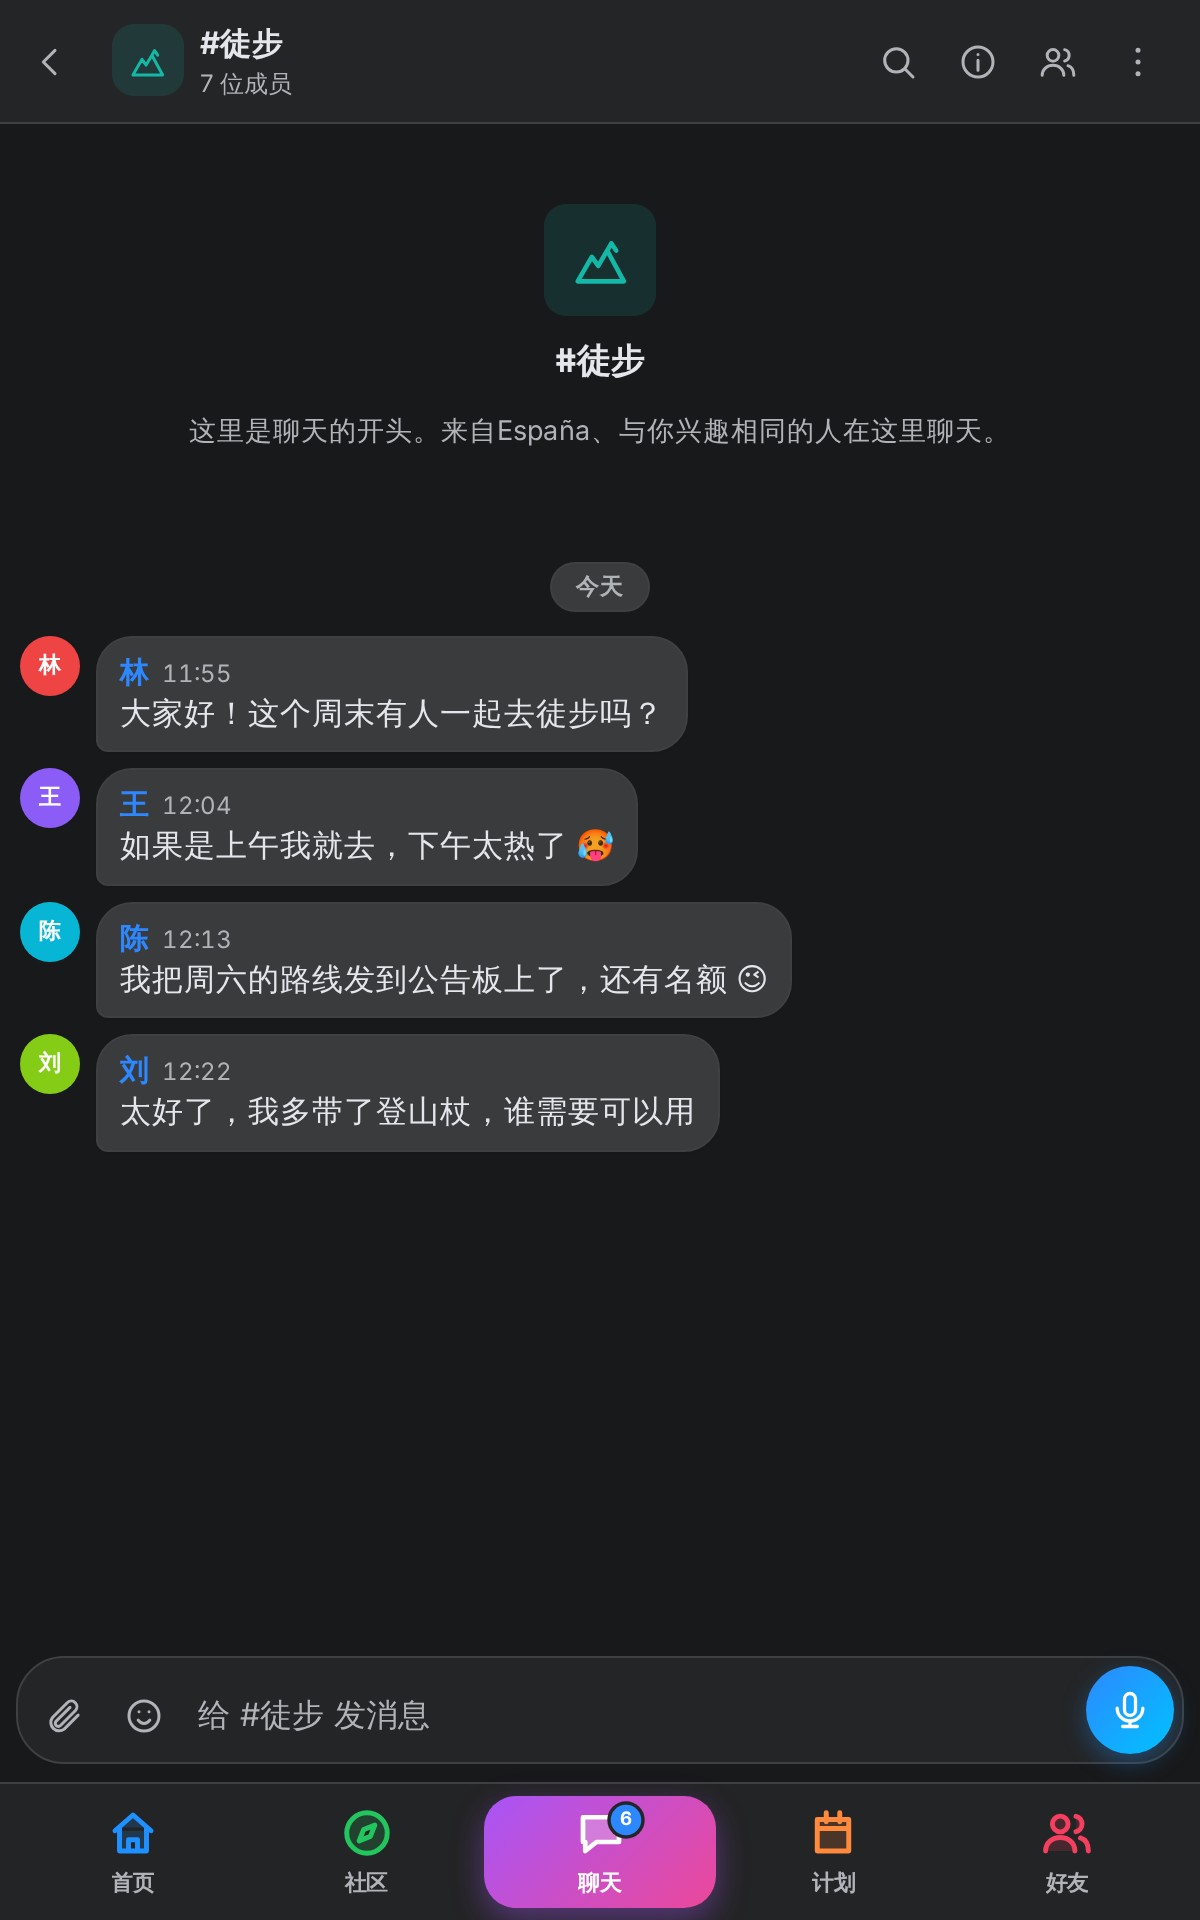 #徒步
7 位成员
#徒步
这里是聊天的开头。来自España、与你兴趣相同的人在这里聊天。
今天
林
林 11:55
大家好！这个周末有人一起去徒步吗？
王
王 12:04
如果是上午我就去，下午太热了 🥵
陈
陈 12:13
我把周六的路线发到公告板上了，还有名额 😉
刘
刘 12:22
太好了，我多带了登山杖，谁需要可以用
给 #徒步 发消息
6
首页 社区 聊天 计划 好友